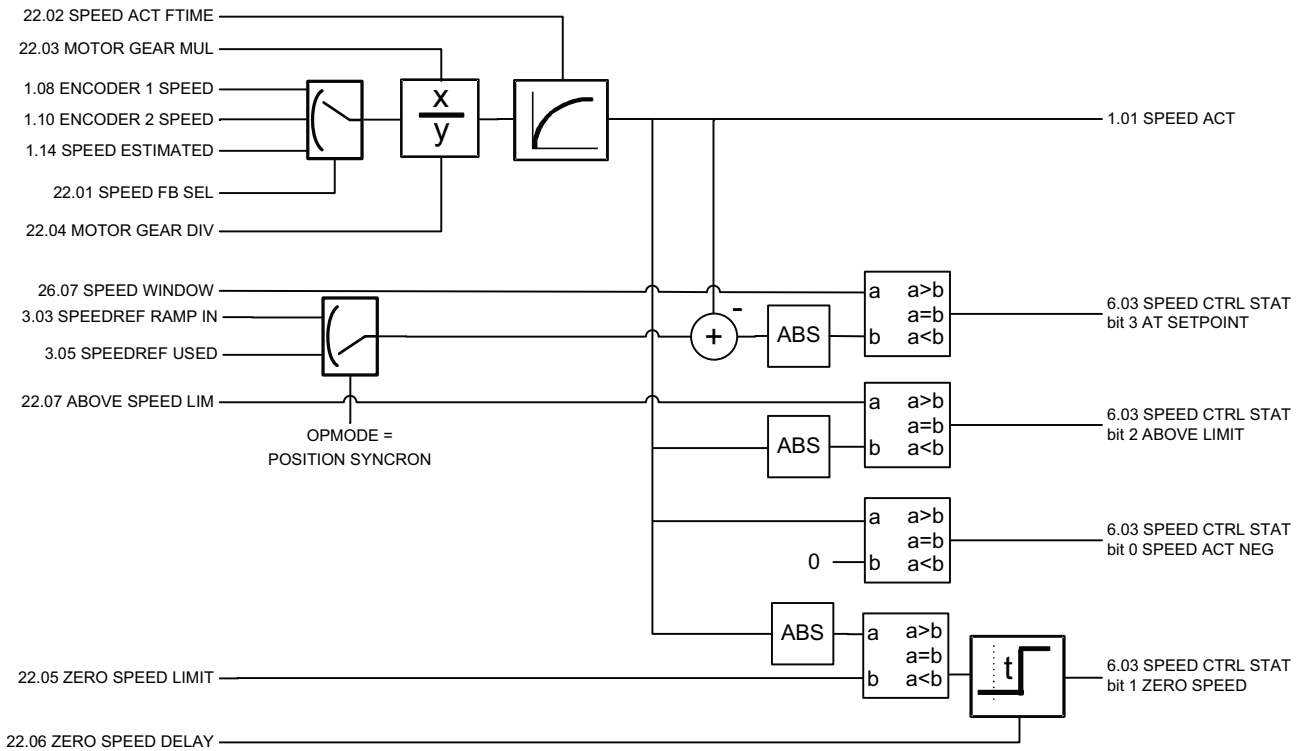 22.02 SPEED ACT FTIME
22.03 MOTOR GEAR MUL
1.08 ENCODER 1 SPEED
1.10 ENCODER 2 SPEED
1.14 SPEED ESTIMATED
22.01 SPEED FB SEL
22.04 MOTOR GEAR DIV
x
y
1.01 SPEED ACT
26.07 SPEED WINDOW
3.03 SPEEDREF RAMP IN
3.05 SPEEDREF USED
OPMODE =
POSITION SYNCRON
-
+
ABS
a a>b
a=b
b a<b
6.03 SPEED CTRL STAT
bit 3 AT SETPOINT
22.07 ABOVE SPEED LIM
ABS
a a>b
a=b
b a<b
6.03 SPEED CTRL STAT
bit 2 ABOVE LIMIT
0
a a>b
a=b
b a<b
6.03 SPEED CTRL STAT
bit 0 SPEED ACT NEG
ABS
a a>b
a=b
b a<b
t
6.03 SPEED CTRL STAT
bit 1 ZERO SPEED
22.05 ZERO SPEED LIMIT
22.06 ZERO SPEED DELAY